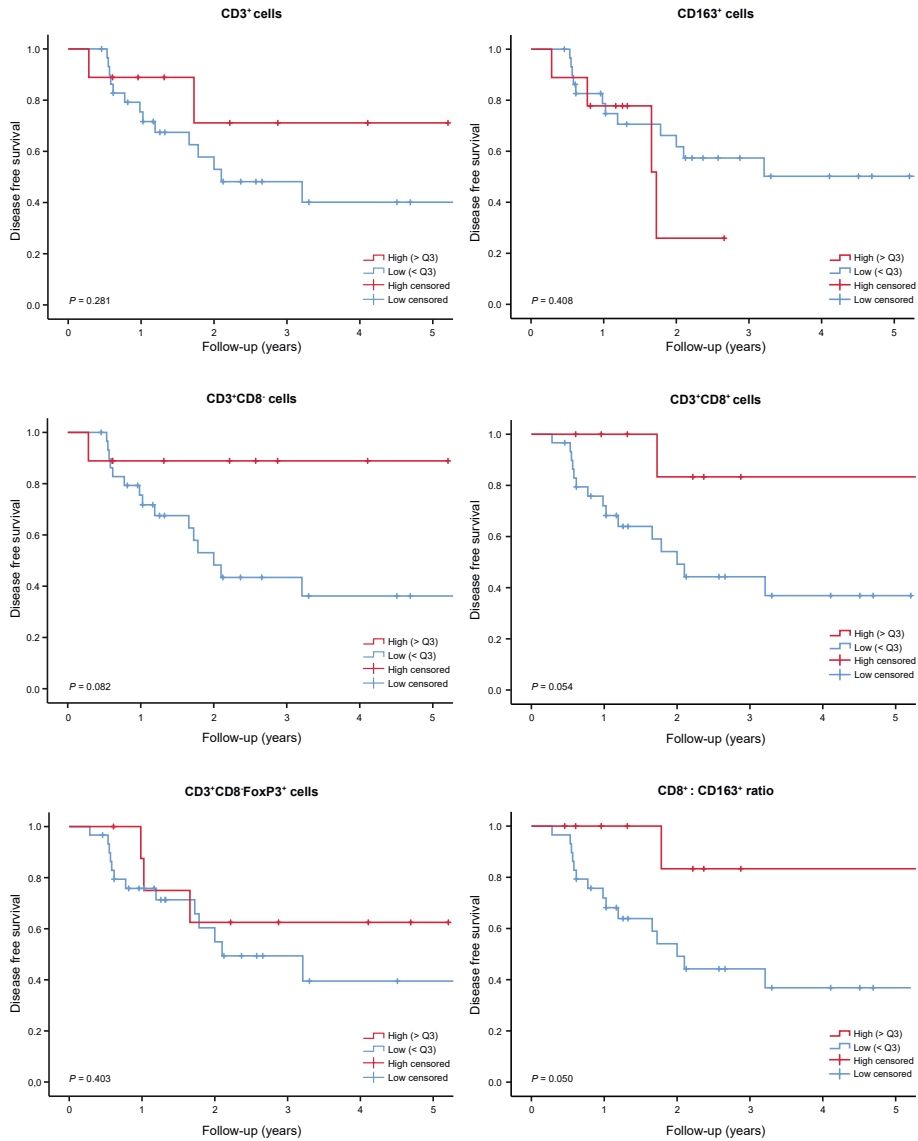 CD3⁺ cells
Disease free survival
1.0
0.8
0.6
0.4
0.2
0.0
High (> Q3)
Low (< Q3)
High censored
Low censored
P = 0.281
0 1 2 3 4 5
Follow-up (years)
CD163⁺ cells
Disease free survival
1.0
0.8
0.6
0.4
0.2
0.0
High (> Q3)
Low (< Q3)
High censored
Low censored
P = 0.408
0 1 2 3 4 5
Follow-up (years)
CD3⁺CD8⁻ cells
Disease free survival
1.0
0.8
0.6
0.4
0.2
0.0
High (> Q3)
Low (< Q3)
High censored
Low censored
P = 0.082
0 1 2 3 4 5
Follow-up (years)
CD3⁺CD8⁺ cells
Disease free survival
1.0
0.8
0.6
0.4
0.2
0.0
High (> Q3)
Low (< Q3)
High censored
Low censored
P = 0.054
0 1 2 3 4 5
Follow-up (years)
CD3⁺CD8⁻FoxP3⁺ cells
Disease free survival
1.0
0.8
0.6
0.4
0.2
0,0
High (> Q3)
Low (< Q3)
High censored
Low censored
P = 0.403
0 1 2 3 4 5
Follow-up (years)
CD8⁺ : CD163⁺ ratio
Disease free survival
1.0
0.8
0.6
0.4
0.2
0.0
High (> Q3)
Low (< Q3)
High censored
Low censored
P = 0.050
0 1 2 3 4 5
Follow-up (years)